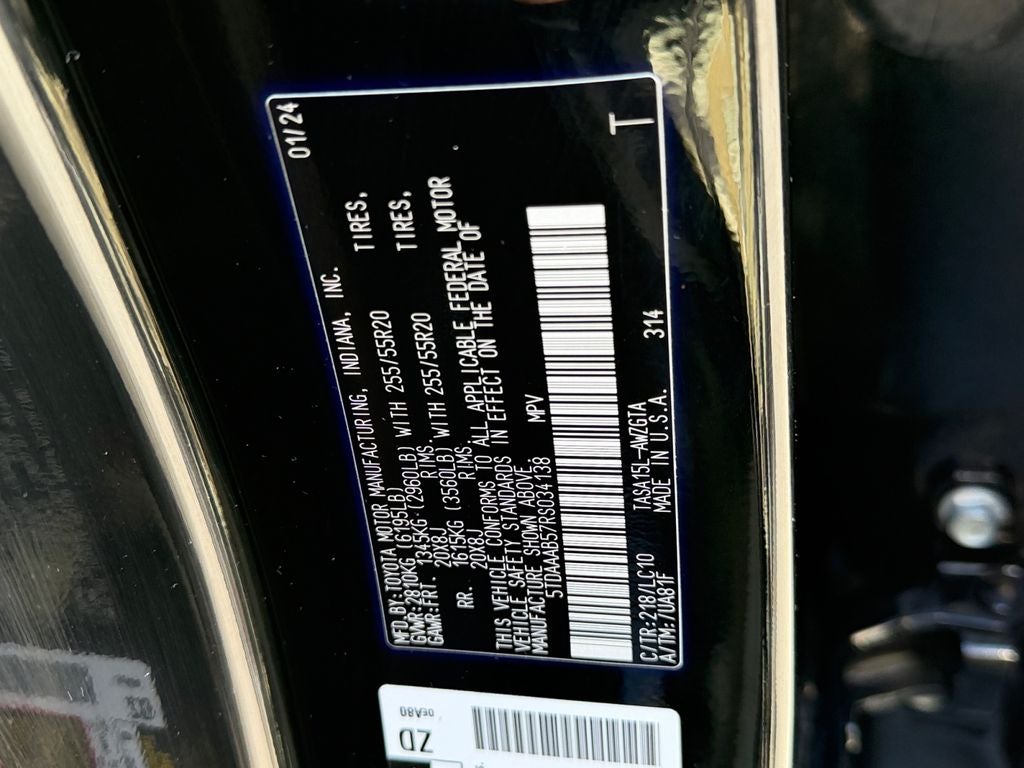 MFD.BY:TOYOTA MOTOR MANUFACTURING, INDIANA, INC. 01/24
GVWR:2810KG (6195LB)
GAWR:FRT. 1345KG (2960LB) WITH 255/55R20 TIRES,
20X8J RIMS.
RR. 1615KG (3560LB) WITH 255/55R20 TIRES,
20X8J RIMS.
THIS VEHICLE CONFORMS TO ALL APPLICABLE FEDERAL MOTOR
VEHICLE SAFETY STANDARDS IN EFFECT ON THE DATE OF
MANUFACTURE SHOWN ABOVE.
5TDAAAB57RS034138 MPV
C/TR:218/LC10 TASA15L-AWZGTA
A/TM:-/UA81F MADE IN U.S.A. 314 T
0EA80
ZD